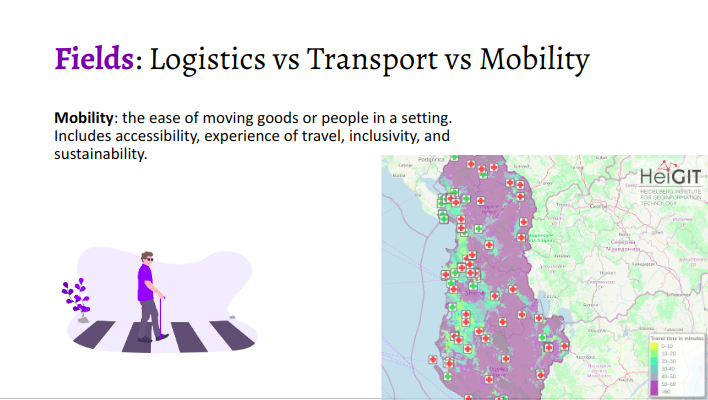 Fields: Logistics vs Transport vs Mobility
Mobility: the ease of moving goods or people in a setting.
Includes accessibility, experience of travel, inclusivity, and
sustainability.
Podgorica
HeiGIT
HEIDELBERG INSTITUTE
FOR GEOINFORMATION
TECHNOLOGY
Travel time in minutes
0-10
10-20
20-30
30-40
40-50
50-60
>60